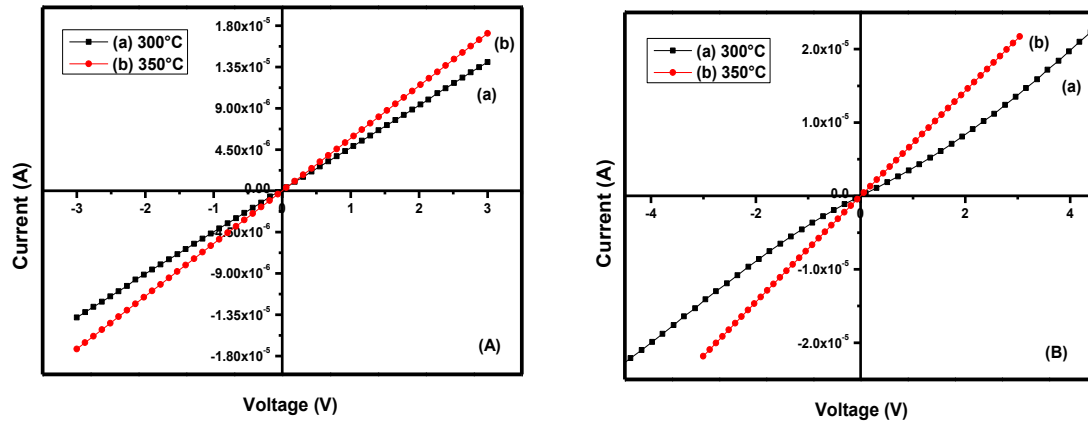 (a) 300°C
(b) 350°C
1.80x10⁻⁵
1.35x10⁻⁵
9.00x10⁻⁶
4.50x10⁻⁶
0.00
-4.50x10⁻⁶
-9.00x10⁻⁶
-1.35x10⁻⁵
-1.80x10⁻⁵
-3 -2 -1 0 1 2 3
(b)
(a)
(A)
Current (A)
Voltage (V)
(a) 300°C
(b) 350°C
2.0x10⁻⁵
1.0x10⁻⁵
0.0
-1.0x10⁻⁵
-2.0x10⁻⁵
-4 -2 0 2 4
(b)
(a)
(B)
Current (A)
Voltage (V)